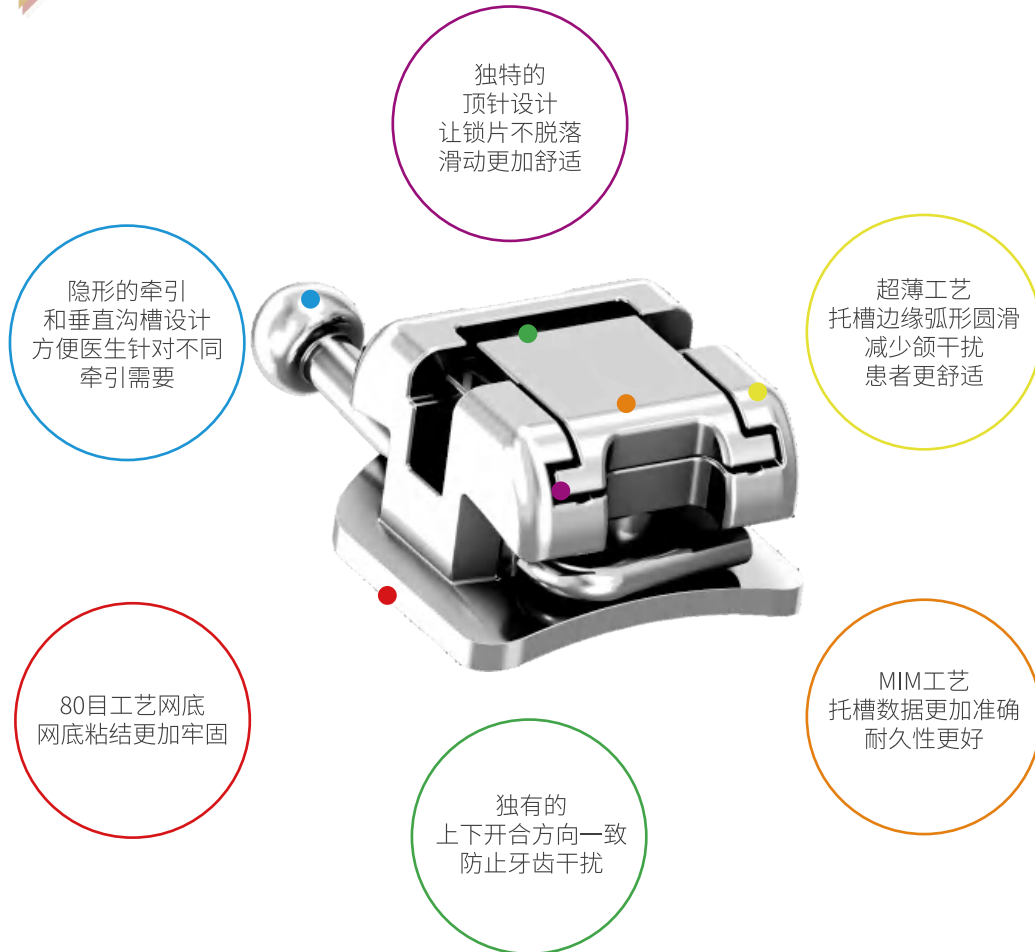 独特的
顶针设计
让锁片不脱落
滑动更加舒适
隐形的牵引
和垂直沟槽设计
方便医生针对不同
牵引需要
超薄工艺
托槽边缘弧形圆滑
减少颌干扰
患者更舒适
80目工艺网底
网底粘结更加牢固
MIM工艺
托槽数据更加准确
耐久性更好
独有的
上下开合方向一致
防止牙齿干扰